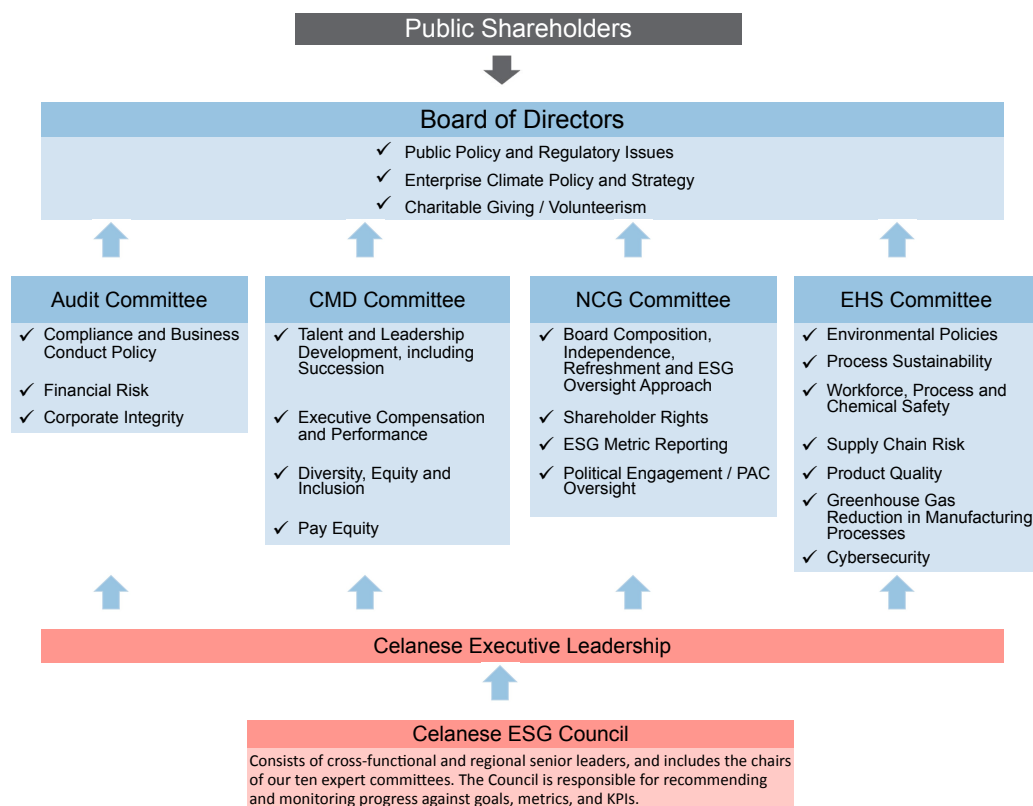 Public Shareholders
Board of Directors
✓ Public Policy and Regulatory Issues
✓ Enterprise Climate Policy and Strategy
✓ Charitable Giving / Volunteerism
Audit Committee
✓ Compliance and Business
Conduct Policy
✓ Financial Risk
✓ Corporate Integrity
CMD Committee
✓ Talent and Leadership
Development, including
Succession
✓ Executive Compensation
and Performance
✓ Diversity, Equity and
Inclusion
✓ Pay Equity
NCG Committee
✓ Board Composition,
Independence,
Refreshment and ESG
Oversight Approach
✓ Shareholder Rights
✓ ESG Metric Reporting
✓ Political Engagement / PAC
Oversight
EHS Committee
✓ Environmental Policies
✓ Process Sustainability
✓ Workforce, Process and
Chemical Safety
✓ Supply Chain Risk
✓ Product Quality
✓ Greenhouse Gas
Reduction in Manufacturing
Processes
✓ Cybersecurity
Celanese Executive Leadership
Celanese ESG Council
Consists of cross-functional and regional senior leaders, and includes the chairs
of our ten expert committees. The Council is responsible for recommending
and monitoring progress against goals, metrics, and KPIs.